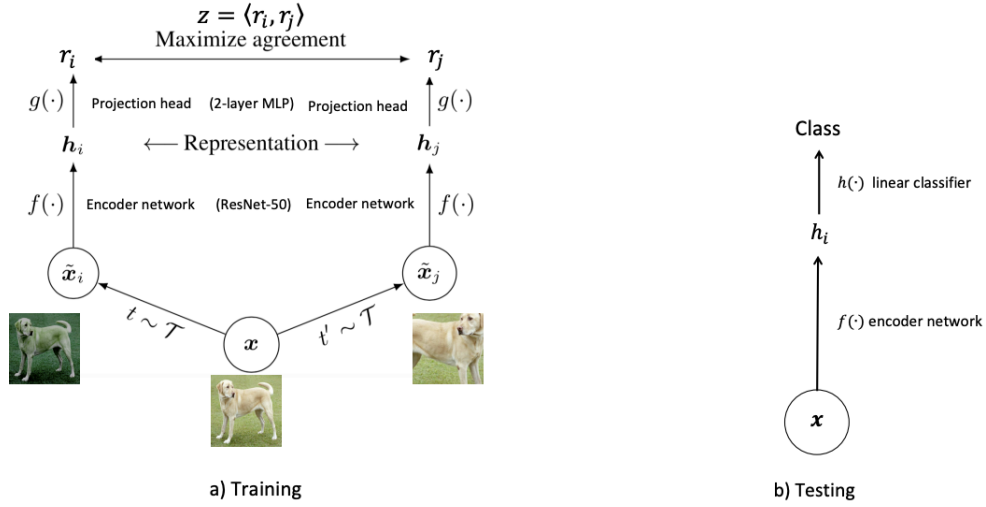 z = ⟨r_i, r_j⟩
Maximize agreement
r_i r_j
g(·) Projection head (2-layer MLP) Projection head g(·)
h_i ⟵ Representation ⟶ h_j
f(·) Encoder network (ResNet-50) Encoder network f(·)
x̃_i x̃_j
t ~ 𝒯 t′ ~ 𝒯
x
a) Training
Class
h(·) linear classifier
h_i
f(·) encoder network
x
b) Testing